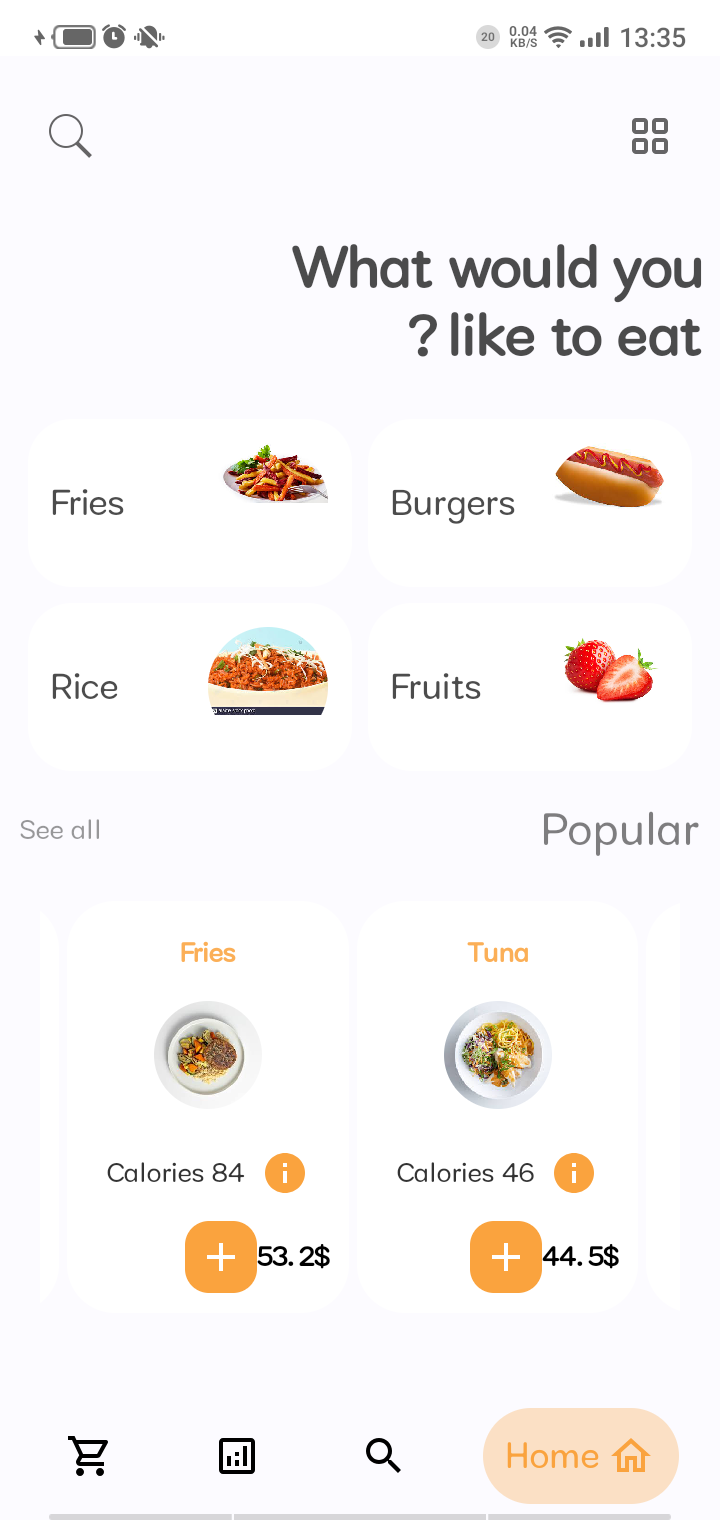 20
0.04
KB/S
13:35
What would you
? like to eat
Fries
Burgers
Rice
Fruits
See all
Popular
Fries
Tuna
Calories 84
i
Calories 46
i
53.2$
44.5$
Home